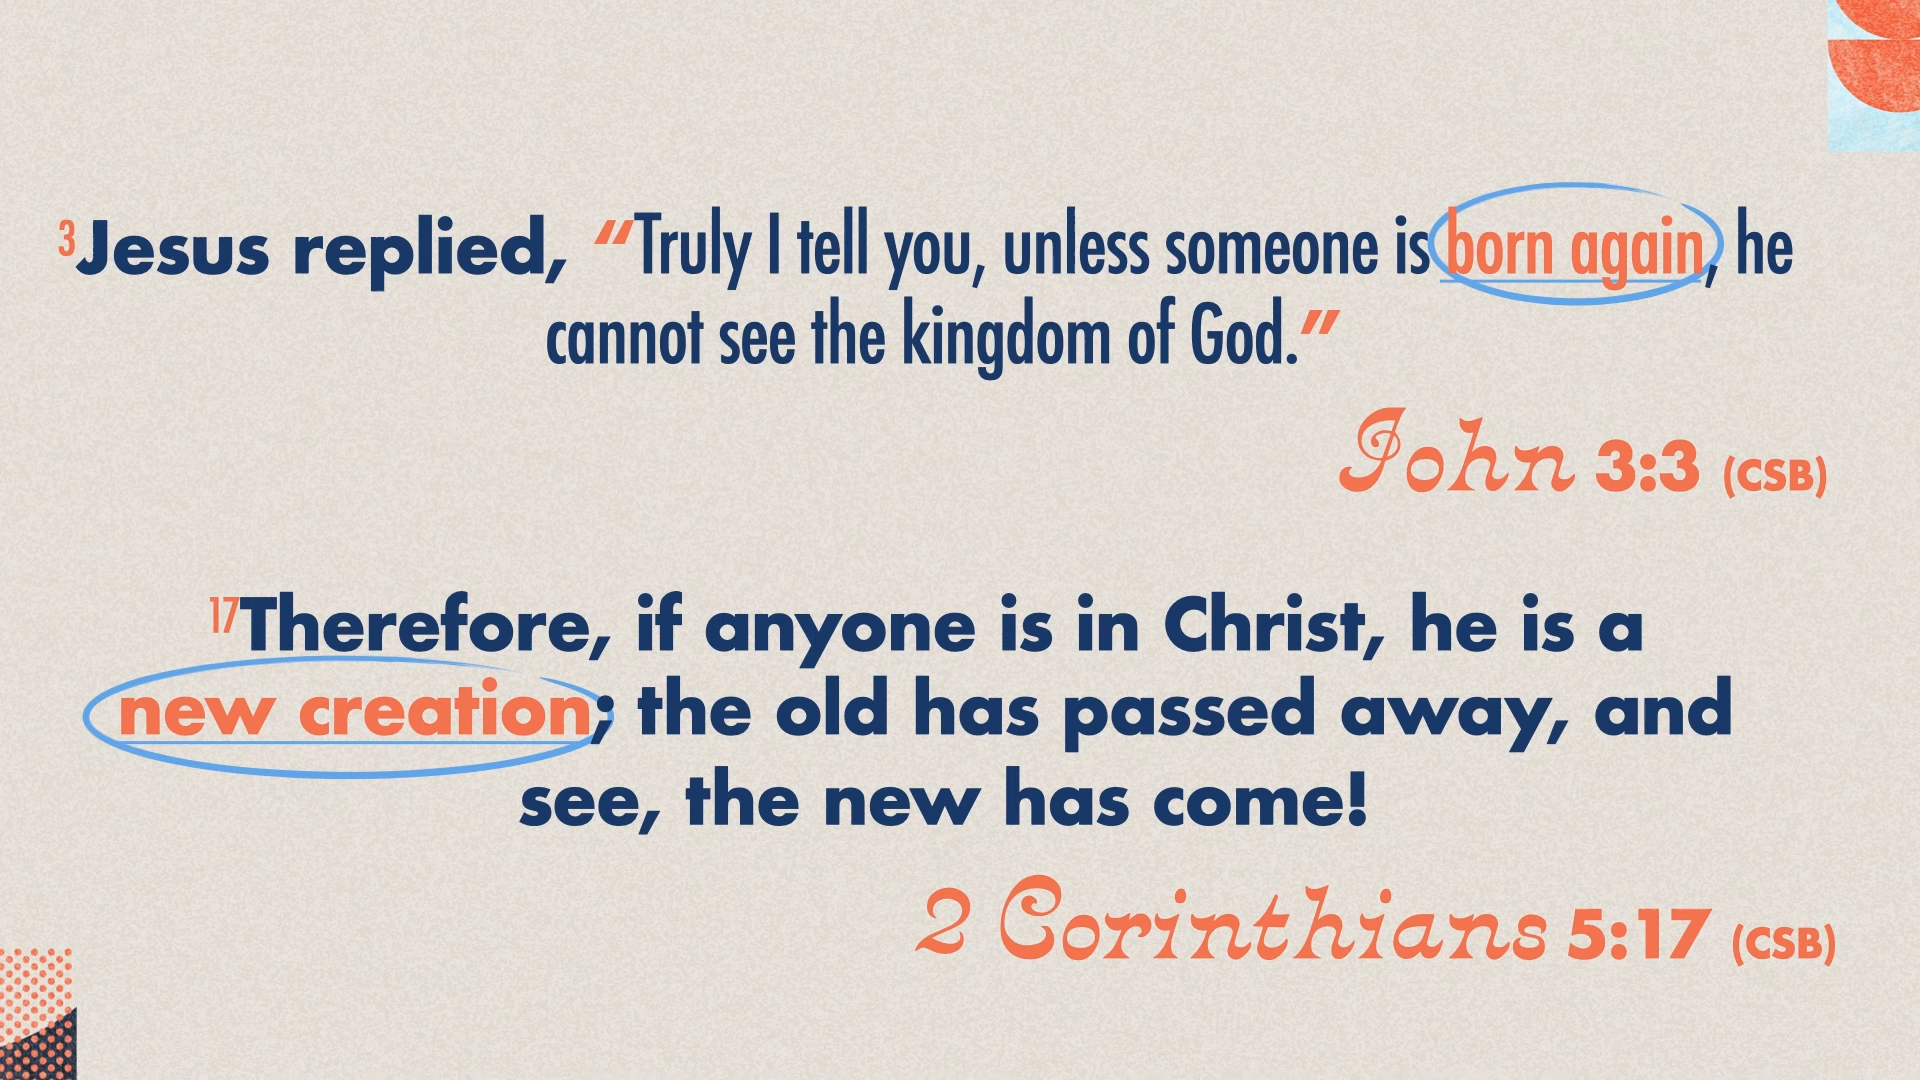 3Jesus replied, “Truly I tell you, unless someone is born again, he
cannot see the kingdom of God.”
John 3:3 (CSB)
17Therefore, if anyone is in Christ, he is a
new creation; the old has passed away, and
see, the new has come!
2 Corinthians 5:17 (CSB)